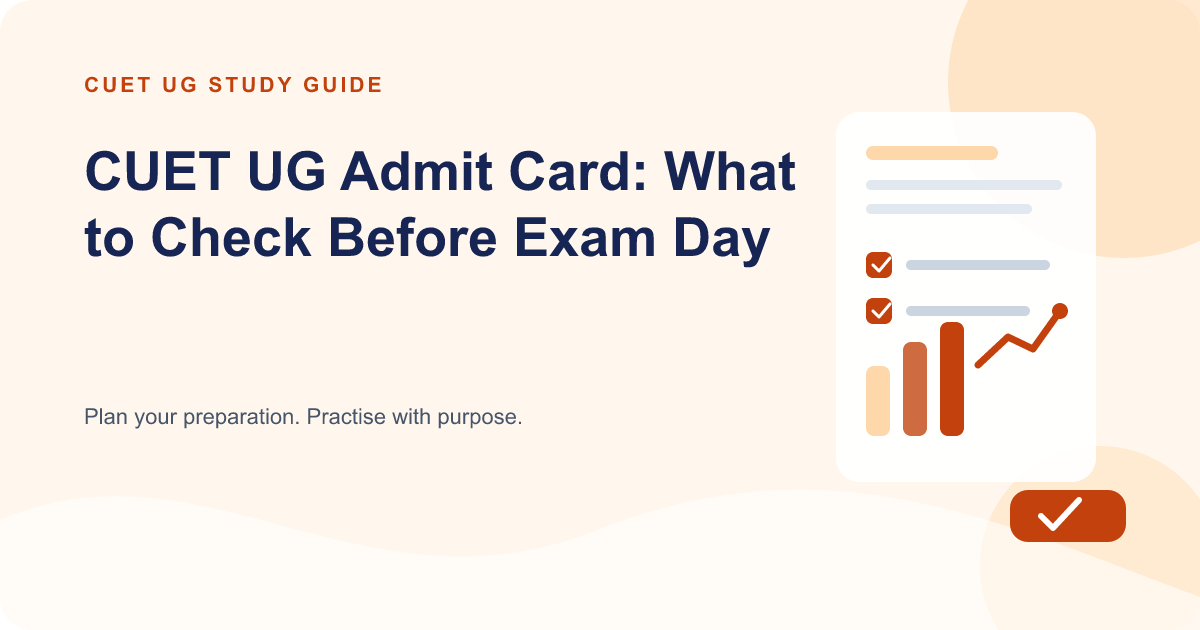 CUET UG STUDY GUIDE
CUET UG Admit Card: What
to Check Before Exam Day
Plan your preparation. Practise with purpose.